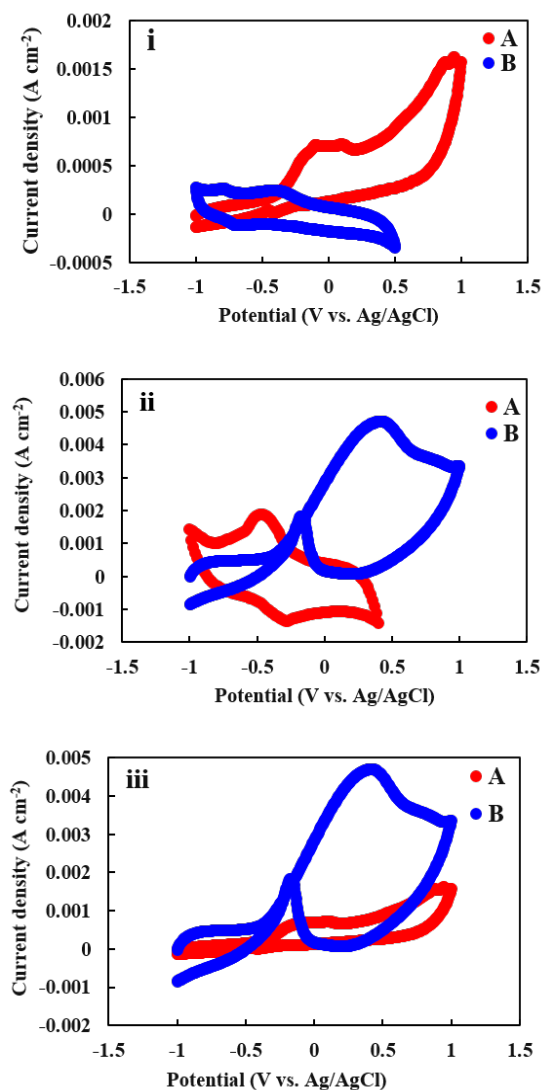 i
A
B
0.002
0.0015
0.001
0.0005
0
-0.0005
-1.5 -1 -0.5 0 0.5 1 1.5
Current density (A cm-2)
Potential (V vs. Ag/AgCl)
ii
A
B
0.006
0.005
0.004
0.003
0.002
0.001
0
-0.001
-0.002
-1.5 -1 -0.5 0 0.5 1 1.5
Current density (A cm-2)
Potential (V vs. Ag/AgCl)
iii
A
B
0.005
0.004
0.003
0.002
0.001
0
-0.001
-0.002
-1.5 -1 -0.5 0 0.5 1 1.5
Current density (A cm-2)
Potential (V vs. Ag/AgCl)